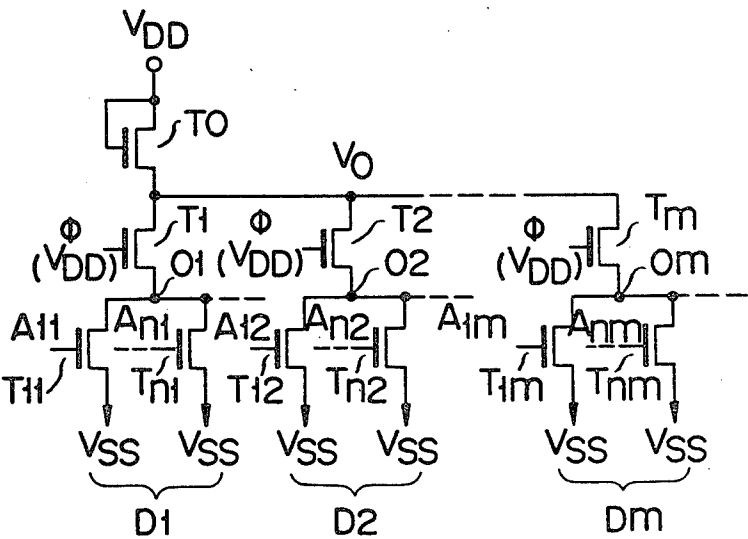 VDD
T0
VO
Φ T1 Φ T2 Φ Tm
(VDD) O1 (VDD) O2 (VDD) Om
A11 An1 A12 An2 A1m Anm
T11 Tn1 T12 Tn2 T1m Tnm
VSS VSS VSS VSS VSS VSS
D1 D2 Dm